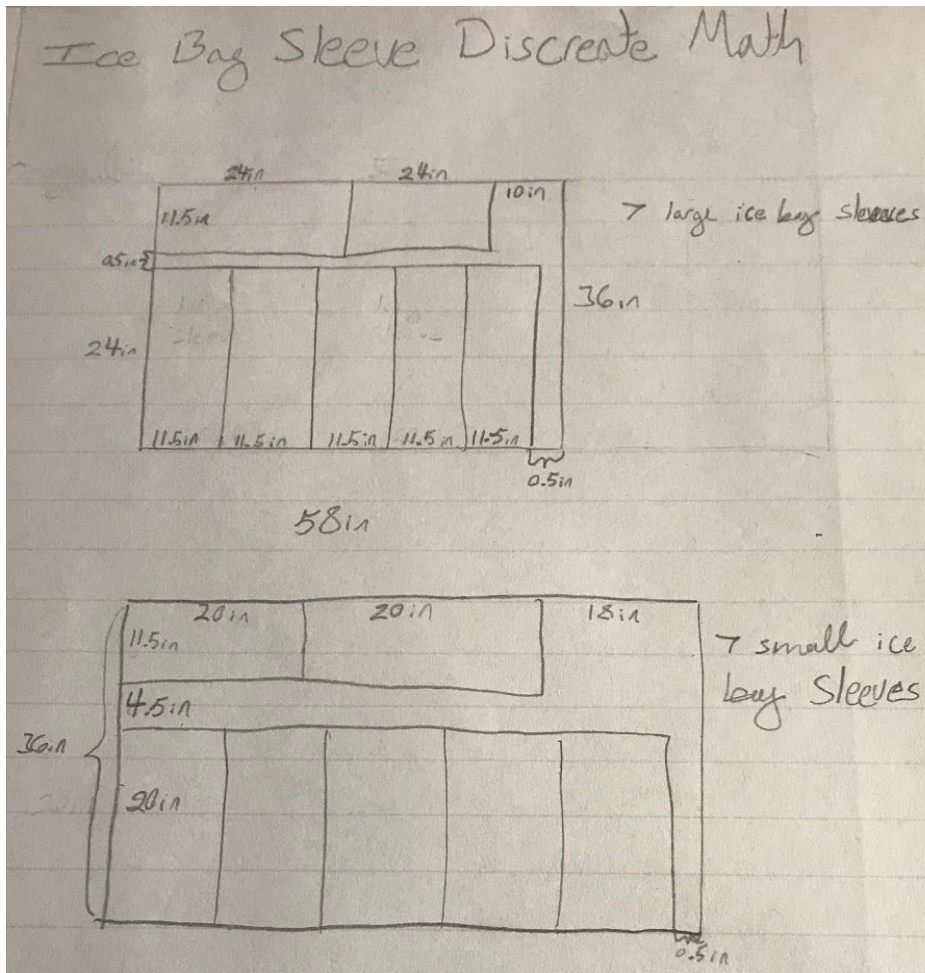 Ice Bag Sleeve Discreate Math
24in 24in 10in
11.5in
7 large ice bag sleeves
0.5in
36in
24in
11.5in 11.5in 11.5in 11.5in 11.5in
0.5in
58in
20in 20in 18in
11.5in
7 small ice
bag Sleeves
4.5in
36in
20in
0.5in